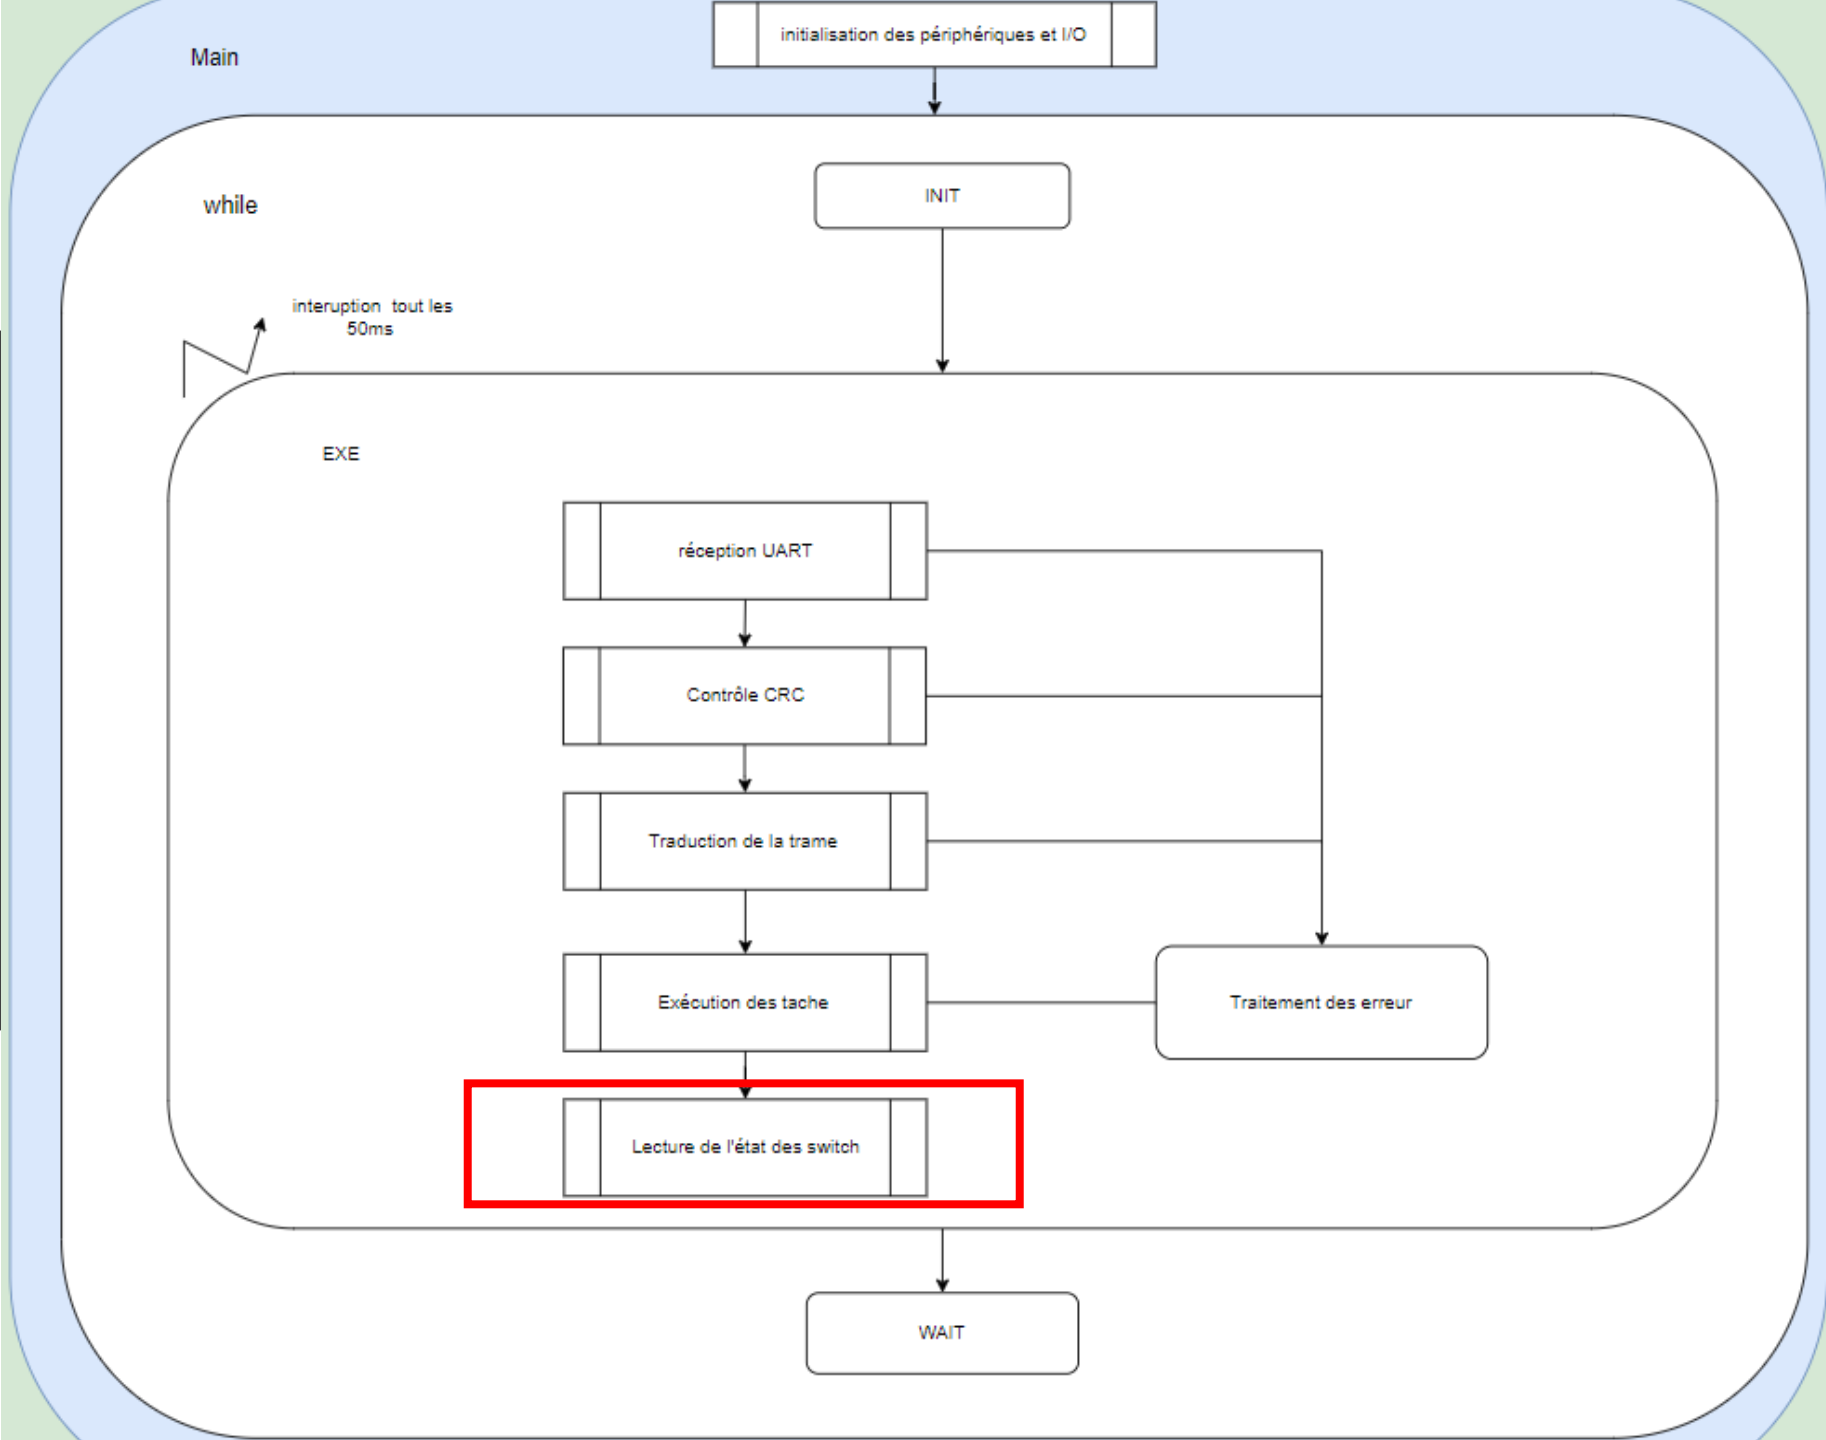 initialisation des périphériques et I/O
Main
INIT
while
interuption  tout les
50ms
EXE
réception UART
Contrôle CRC
Traduction de la trame
Exécution des tache
Traitement des erreur
Lecture de l'état des switch
WAIT